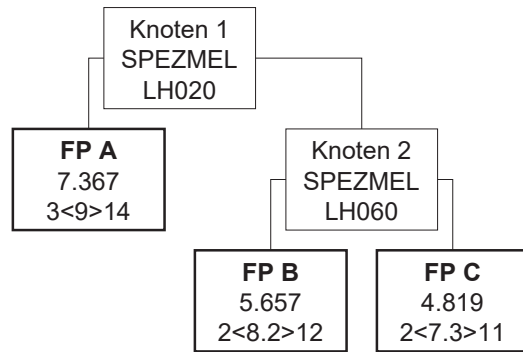 Knoten 1
SPEZMEL
LH020
FP A
7.367
3<9>14
Knoten 2
SPEZMEL
LH060
FP B
5.657
2<8.2>12
FP C
4.819
2<7.3>11